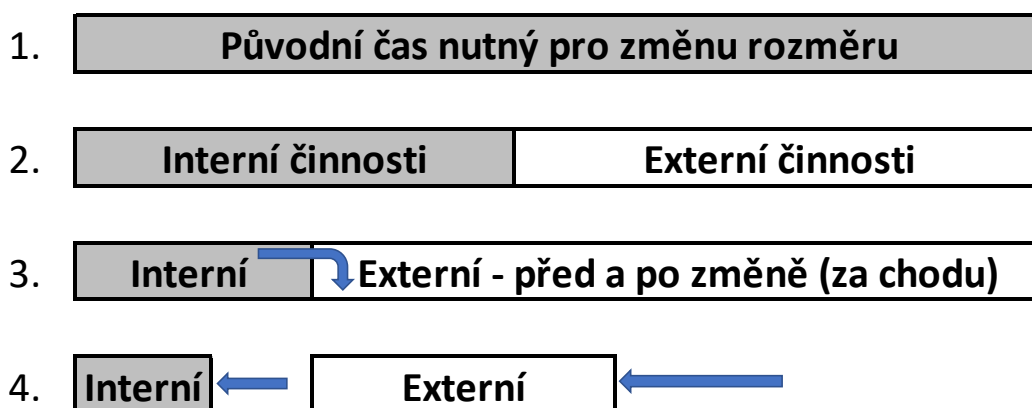 1. Původní čas nutný pro změnu rozměru
2. Interní činnosti Externí činnosti
3. Interní Externí - před a po změně (za chodu)
4. Interní Externí